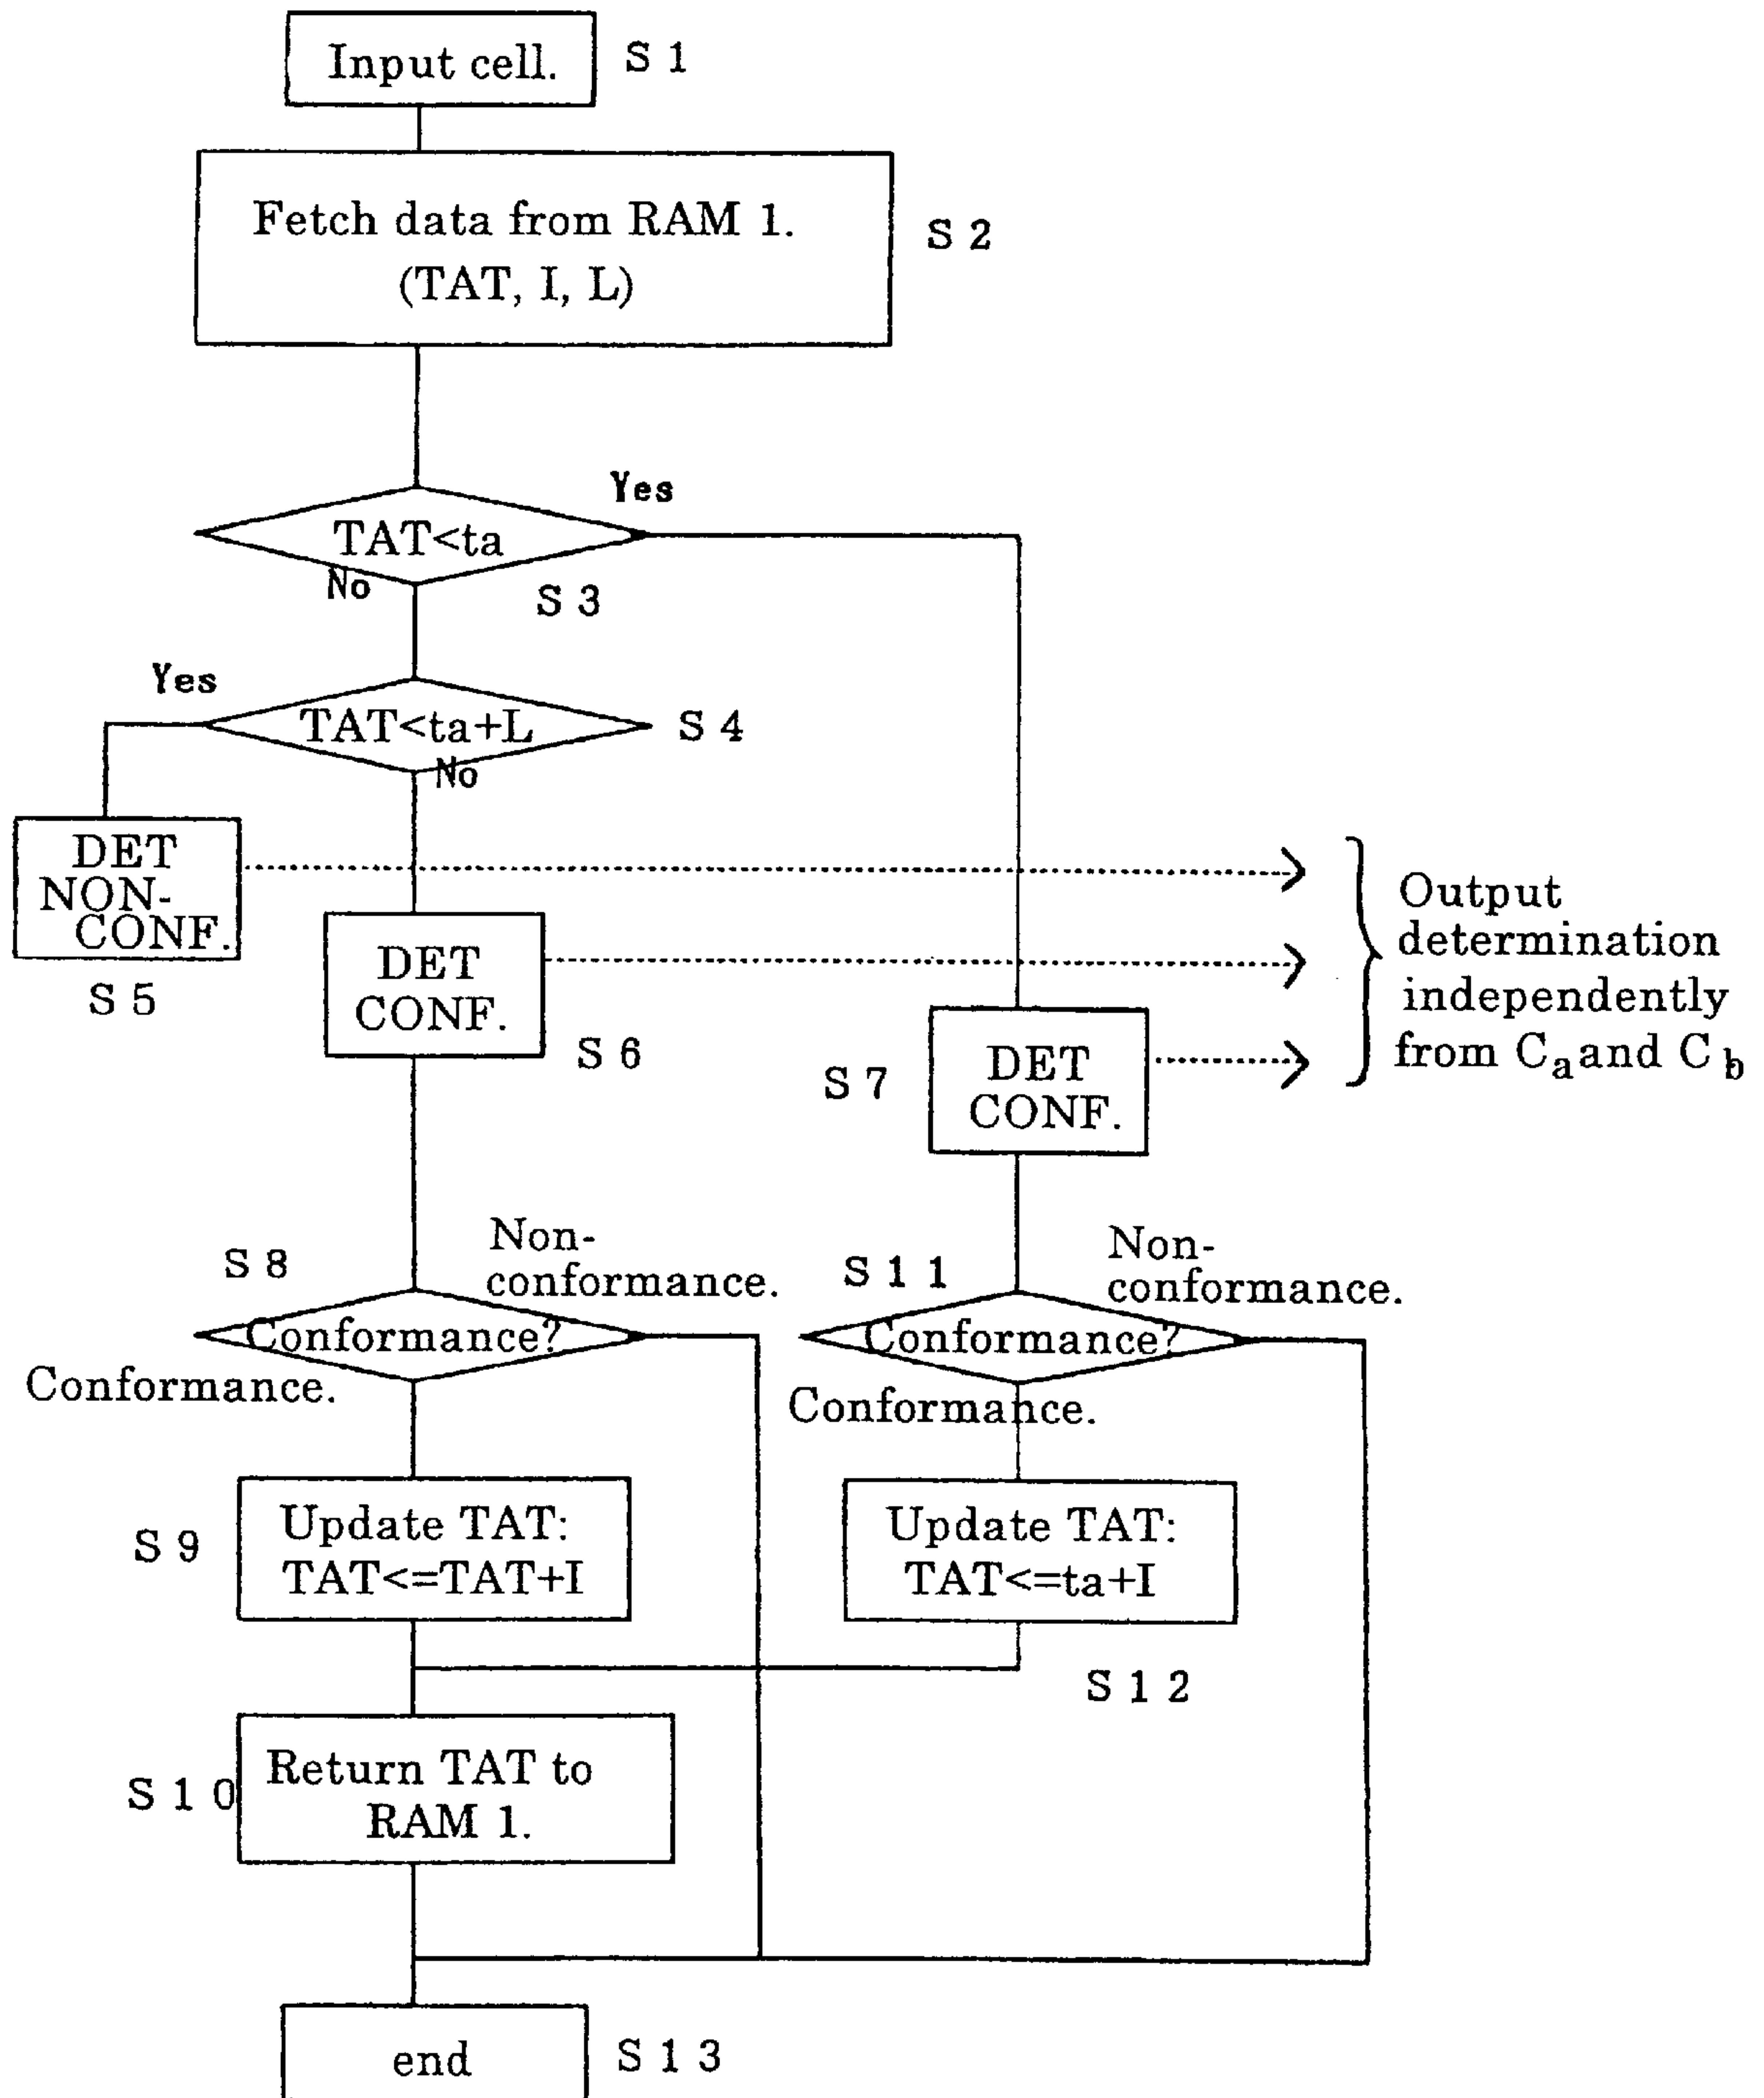 Input cell.
S 1
Fetch data from RAM 1.
(TAT, I, L)
S 2
Yes
TAT<ta
No
S 3
Yes
TAT<ta+L
S 4
No
DET
NON-
CONF.
S 5
DET
CONF.
S 6
S 7
DET
CONF.
Output
determination
independently
from Ca and Cb
S 8
Non-
conformance.
Conformance?
Conformance.
S 1 1
Non-
conformance.
Conformance?
Conformance.
S 9
Update TAT:
TAT<=TAT+I
Update TAT:
TAT<=ta+I
S 1 2
S 1 0
Return TAT to
RAM 1.
end
S 1 3